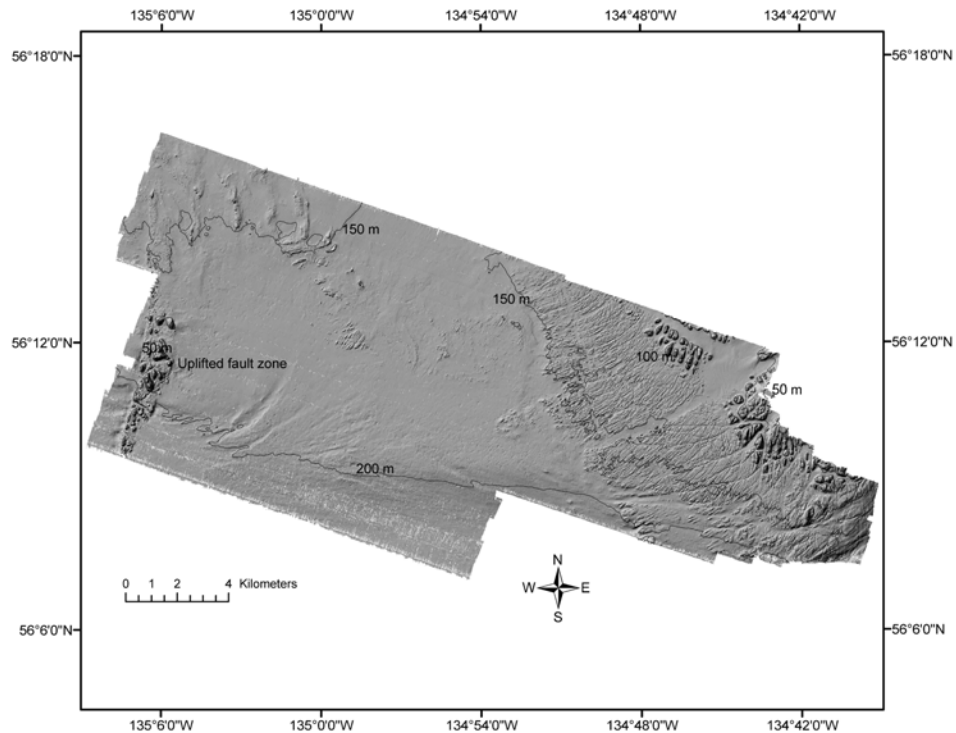 135°6'0"W 135°0'0"W 134°54'0"W 134°48'0"W 134°42'0"W
56°18'0"N 56°18'0"N
150 m
150 m
56°12'0"N 50 m 100 m 56°12'0"N
Uplifted fault zone
50 m
200 m
N
0 1 2 4 Kilometers
W E
S
56°6'0"N 56°6'0"N
135°6'0"W 135°0'0"W 134°54'0"W 134°48'0"W 134°42'0"W